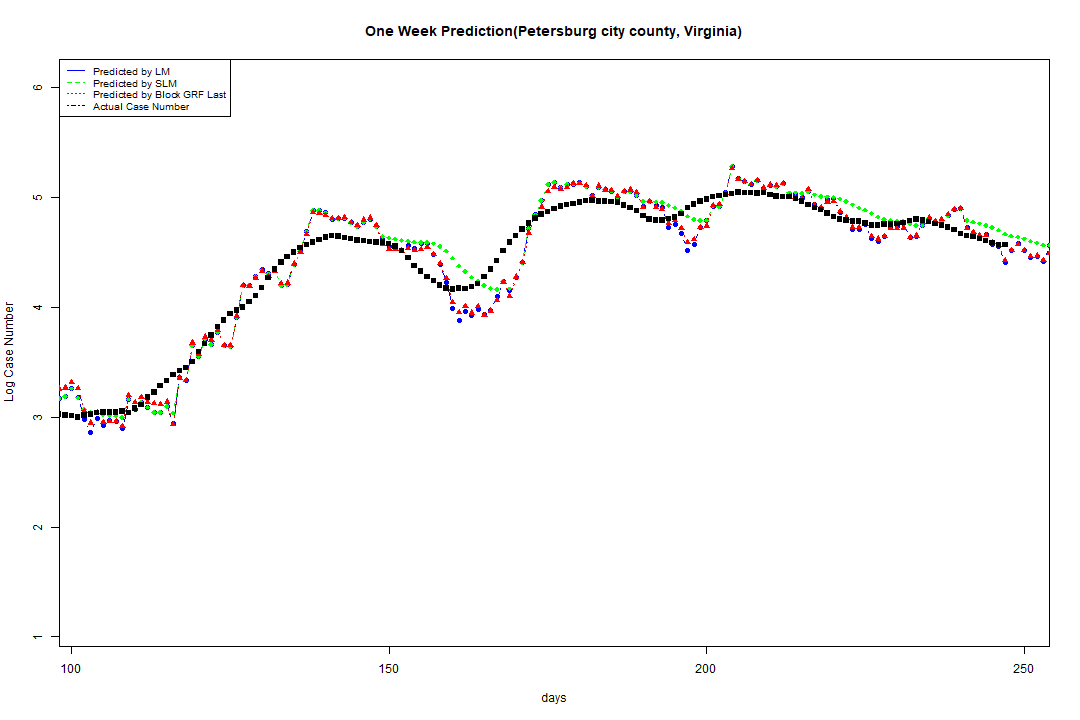 One Week Prediction(Petersburg city county, Virginia)
Predicted by LM
Predicted by SLM
Predicted by Block GRF Last
Actual Case Number
6
5
4
3
2
1
Log Case Number
100
150
200
250
days